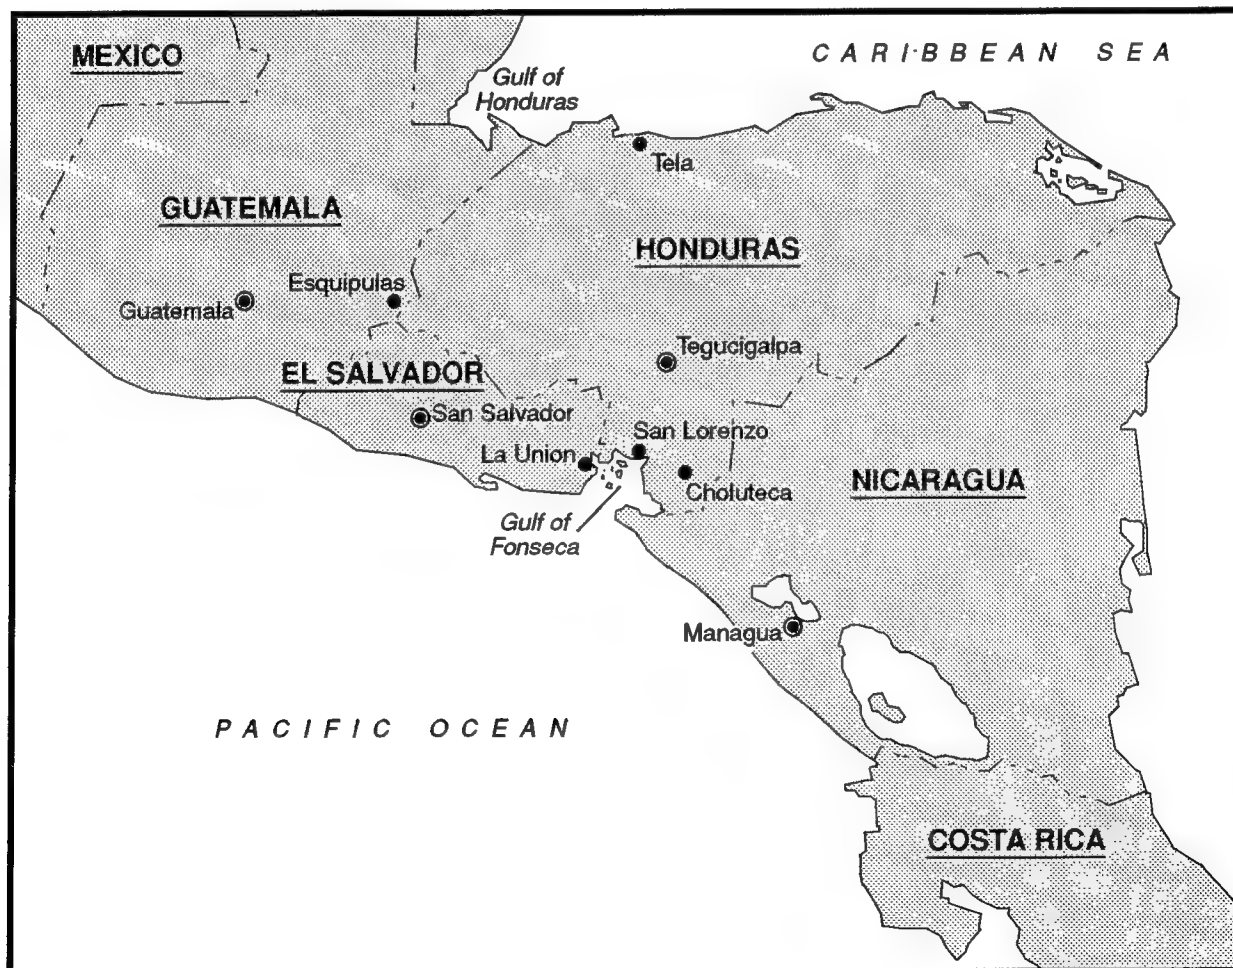 MEXICO
CARIBBEAN SEA
Gulf of
Honduras
Tela
GUATEMALA
HONDURAS
Esquipulas
Guatemala
Tegucigalpa
EL SALVADOR
San Salvador
San Lorenzo
La Union
Choluteca
NICARAGUA
Gulf of
Fonseca
Managua
PACIFIC OCEAN
COSTA RICA